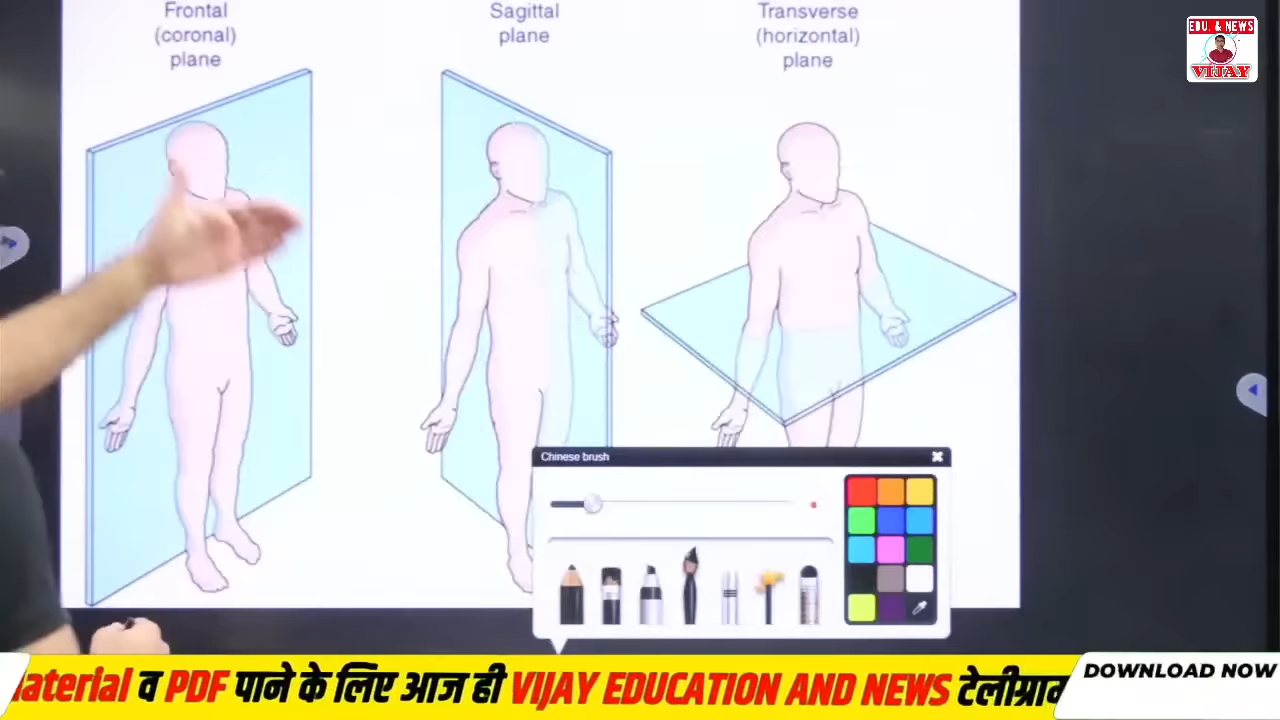 Frontal
(coronal)
plane
Sagittal
plane
Transverse
(horizontal)
plane
EDU. & NEWS
VIJAY
Chinese brush
व PDF पाने के लिए आज ही VIJAY EDUCATION AND NEWS
DOWNLOAD NOW